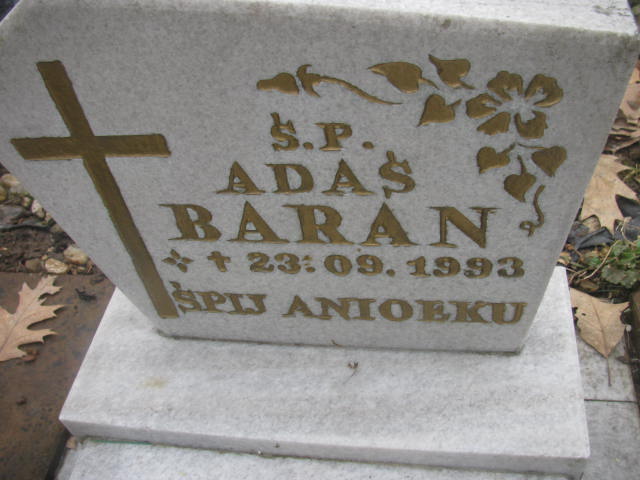 Ś.P.
ADAŚ
BARAN
* † 23.09.1993
ŚPIJ ANIOŁKU